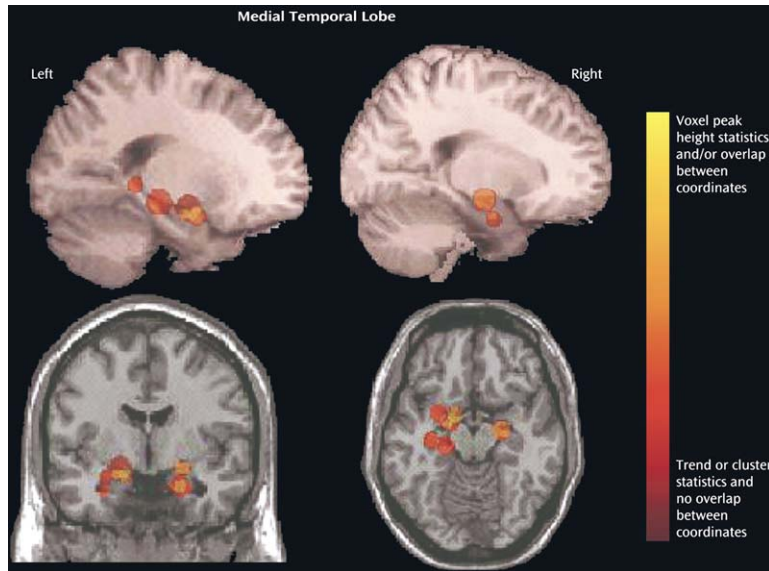 Medial Temporal Lobe
Left
Right
Voxel peak
height statistics
and/or overlap
between
coordinates
Trend or cluster
statistics and
no overlap
between
coordinates